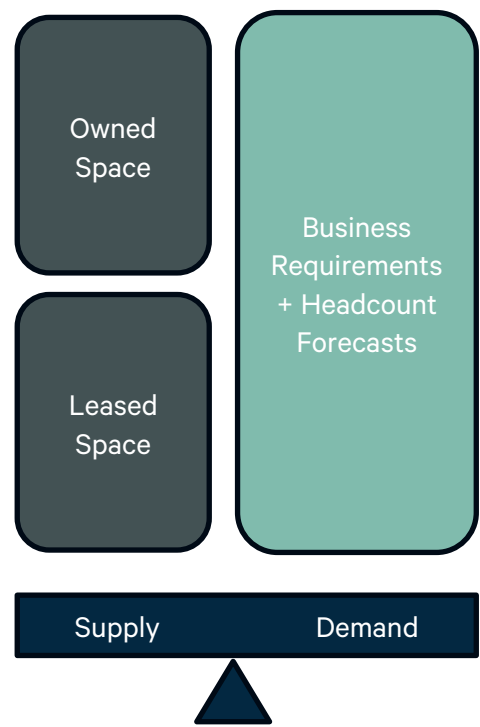 Owned
Space
Leased
Space
Business
Requirements
+ Headcount
Forecasts
Supply
Demand